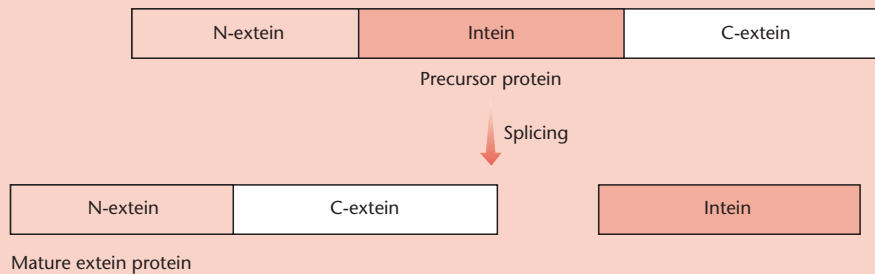 N-extein Intein C-extein
Precursor protein
Splicing
N-extein C-extein Intein
Mature extein protein